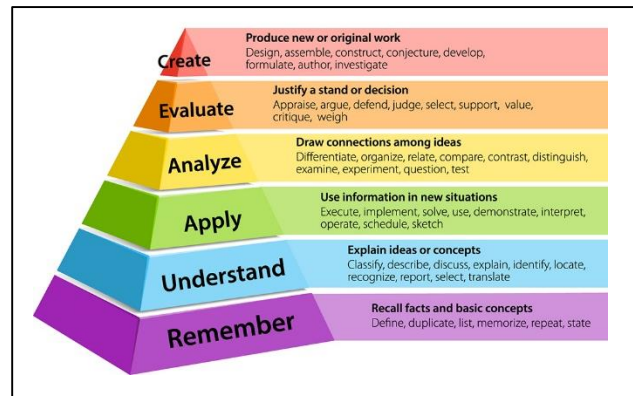 Create
Produce new or original work
Design, assemble, construct, conjecture, develop,
formulate, author, investigate
Evaluate
Justify a stand or decision
Appraise, argue, defend, judge, select, support, value,
critique, weigh
Analyze
Draw connections among ideas
Differentiate, organize, relate, compare, contrast, distinguish,
examine, experiment, question, test
Apply
Use information in new situations
Execute, implement, solve, use, demonstrate, interpret,
operate, schedule, sketch
Understand
Explain ideas or concepts
Classify, describe, discuss, explain, identify, locate,
recognize, report, select, translate
Remember
Recall facts and basic concepts
Define, duplicate, list, memorize, repeat, state